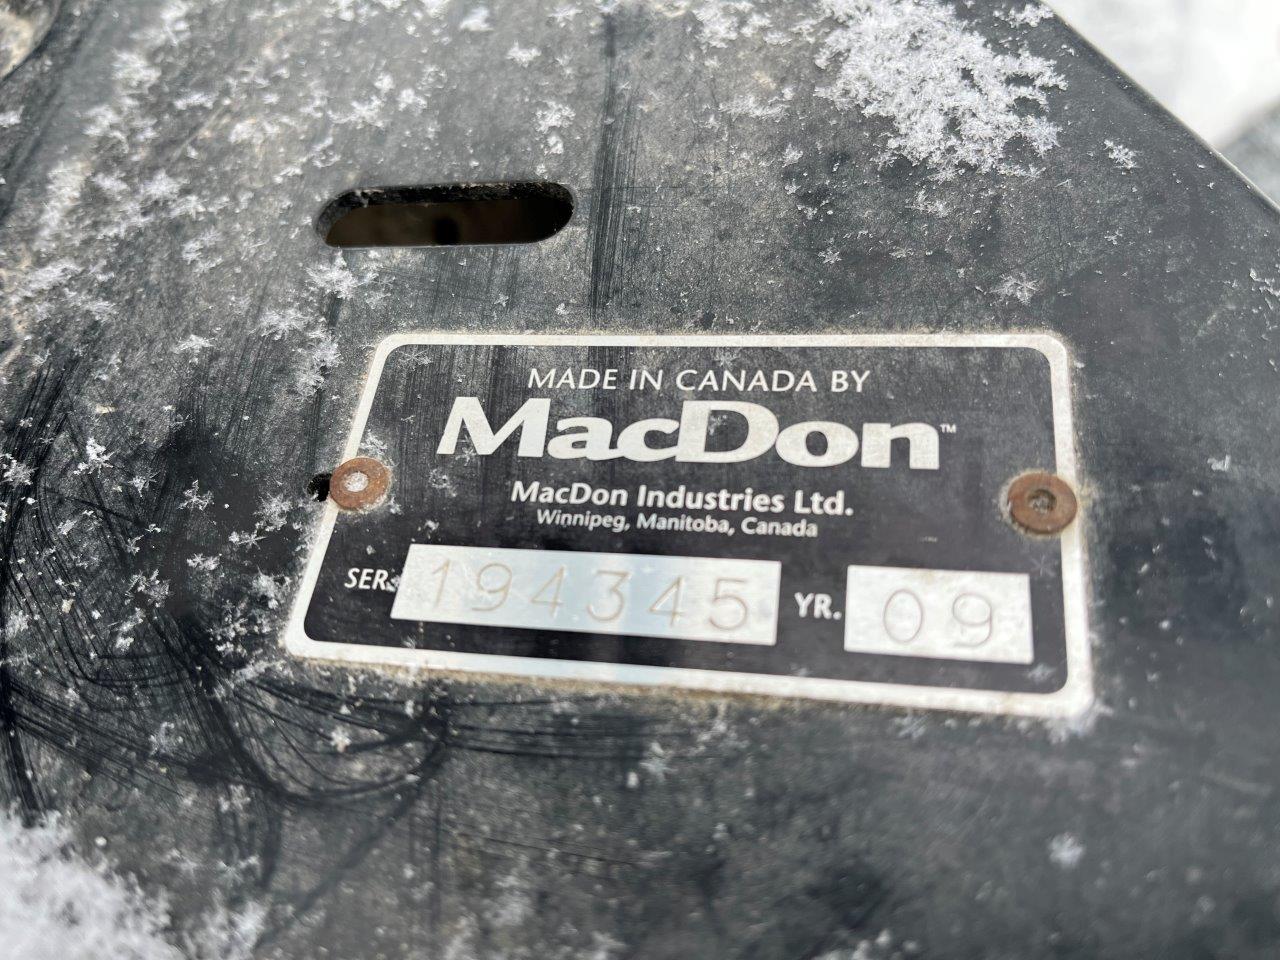 MADE IN CANADA BY
MacDon™
MacDon Industries Ltd.
Winnipeg, Manitoba, Canada
SER. 194345 YR. 09